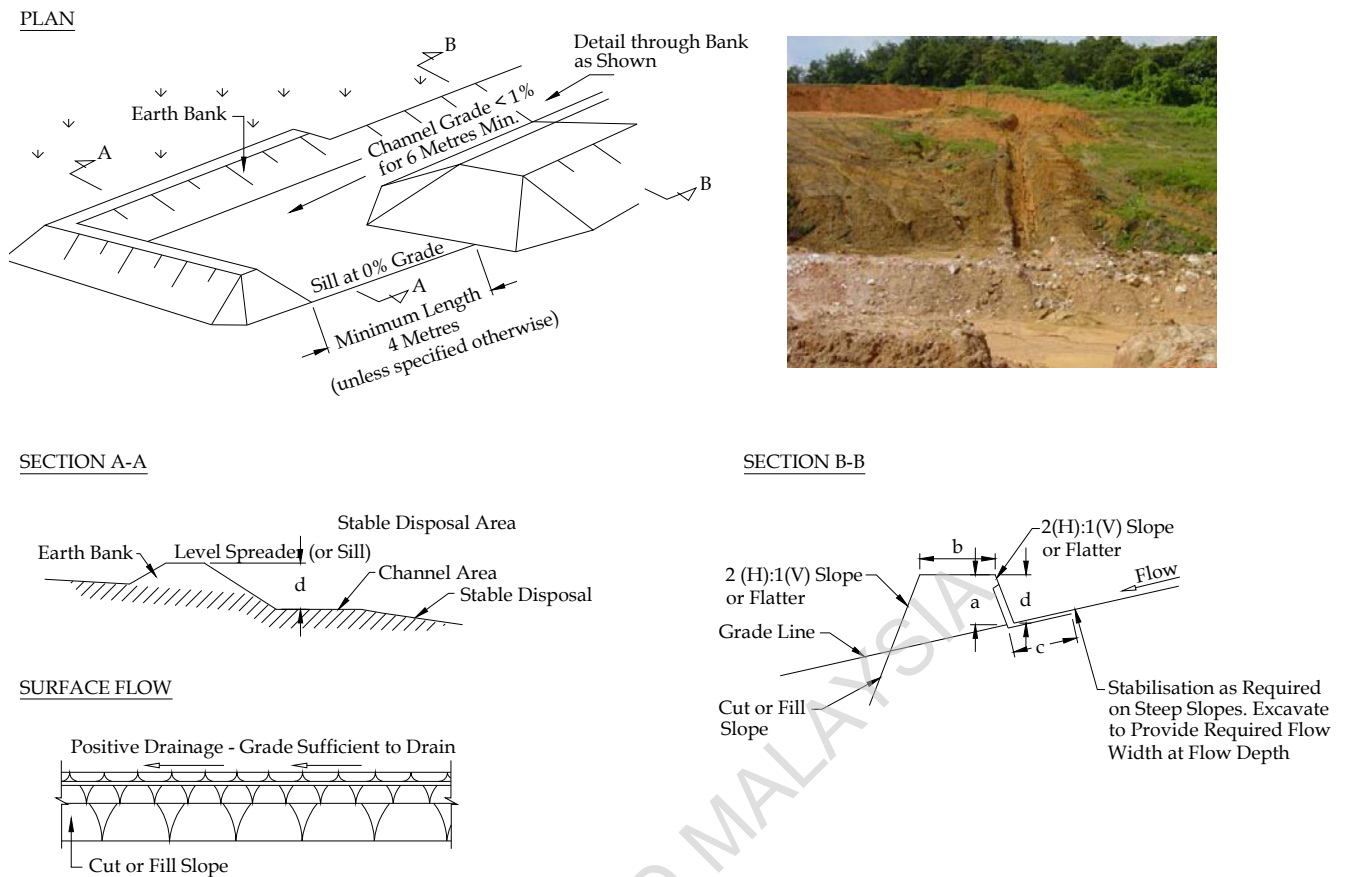 PLAN
B
Detail through Bank
as Shown
Earth Bank
Channel Grade < 1%
for 6 Metres Min.
A
B
Sill at 0% Grade
A
Minimum Length
4 Metres
(unless specified otherwise)
SECTION A-A
Stable Disposal Area
Earth Bank
Level Spreader (or Sill)
d
Channel Area
Stable Disposal
SECTION B-B
2(H):1(V) Slope
or Flatter
b
2 (H):1(V) Slope
or Flatter
a
d
Flow
Grade Line
c
Cut or Fill
Slope
Stabilisation as Required
on Steep Slopes. Excavate
to Provide Required Flow
Width at Flow Depth
SURFACE FLOW
Positive Drainage - Grade Sufficient to Drain
Cut or Fill Slope
MALAYSIA